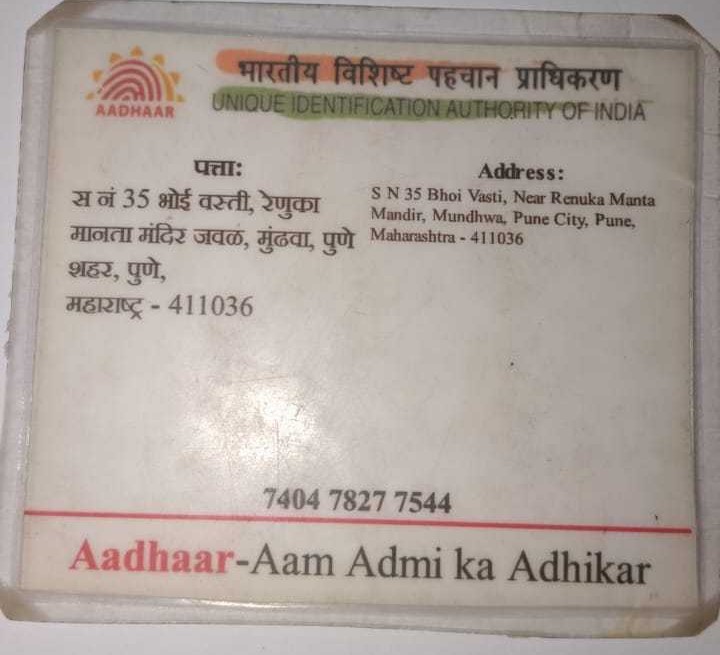 भारतीय विशिष्ट पहचान प्राधिकरण
AADHAAR
UNIQUE IDENTIFICATION AUTHORITY OF INDIA
पत्ता:
स नं 35 भोई वस्ती, रेणुका
मानता मंदिर जवळ, मुंढवा, पुणे
शहर, पुणे,
महाराष्ट्र - 411036
Address:
S N 35 Bhoi Vasti, Near Renuka Manta
Mandir, Mundhwa, Pune City, Pune,
Maharashtra - 411036
7404 7827 7544
Aadhaar-Aam Admi ka Adhikar